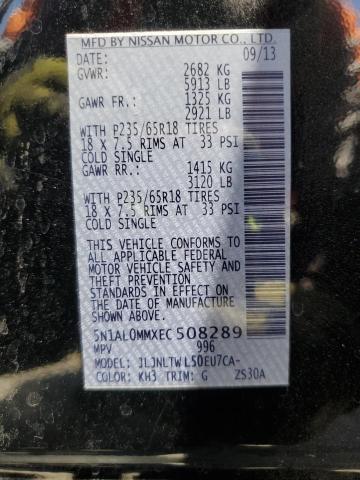 MFD BY NISSAN MOTOR CO., LTD.
DATE: 09/13
GVWR: 2682 KG
5913 LB
GAWR FR.: 1325 KG
2921 LB
WITH P235/65R18 TIRES
18 X 7.5 RIMS AT 33 PSI
COLD SINGLE
GAWR RR.: 1415 KG
3120 LB
WITH P235/65R18 TIRES
18 X 7.5 RIMS AT 33 PSI
COLD SINGLE
THIS VEHICLE CONFORMS TO
ALL APPLICABLE FEDERAL
MOTOR VEHICLE SAFETY AND
THEFT PREVENTION
STANDARDS IN EFFECT ON
THE DATE OF MANUFACTURE
SHOWN ABOVE.
5N1AL0MMXEC508289
MPV 996
JLJNLTWL50EU7CA-
COLOR: KH3 TRIM: G ZS30A